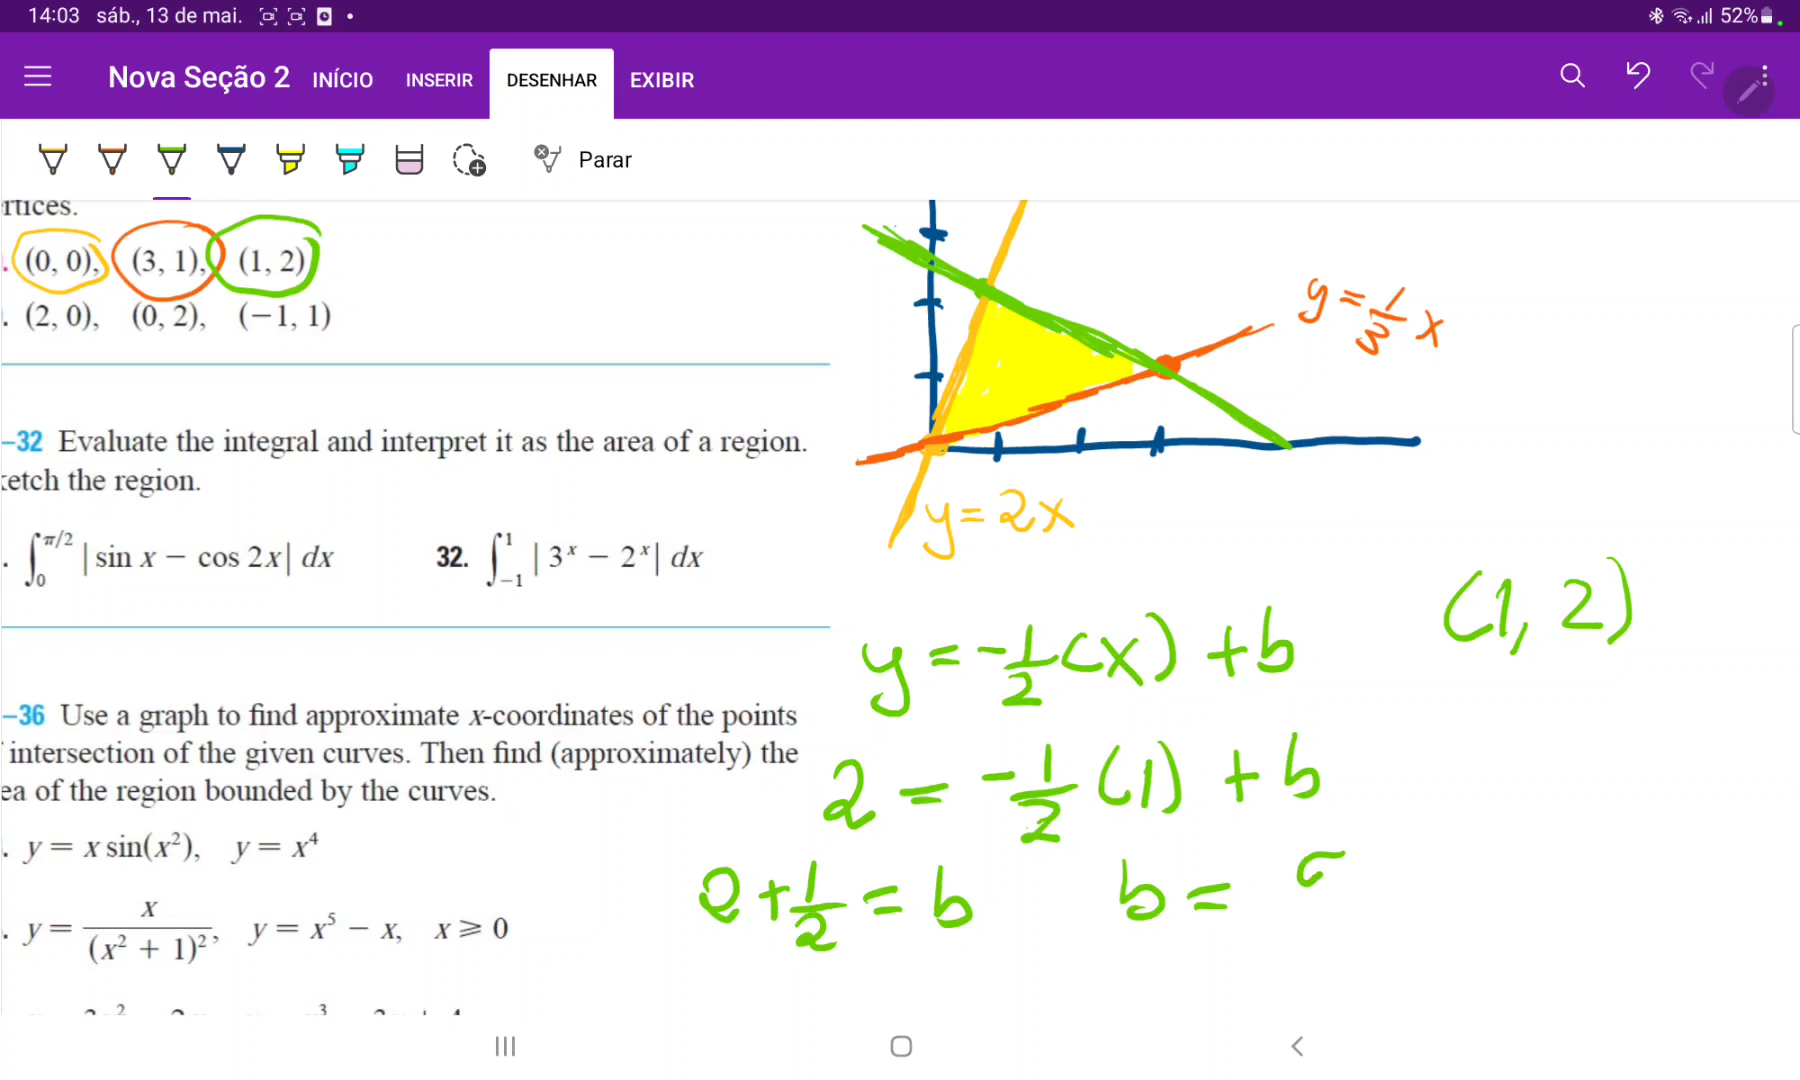 14:03 sáb., 13 de mai. 52%
Nova Seção 2 INÍCIO INSERIR DESENHAR EXIBIR
Parar
rtices.
. (0, 0), (3, 1), (1, 2)
. (2, 0), (0, 2), (−1, 1)
–32 Evaluate the integral and interpret it as the area of a region.
etch the region.
. ∫₀^{π/2} | sin x − cos 2x | dx 32. ∫₋₁^1 | 3^x − 2^x | dx
–36 Use a graph to find approximate x-coordinates of the points
intersection of the given curves. Then find (approximately) the
ea of the region bounded by the curves.
. y = x sin(x²), y = x⁴
. y = x/(x² + 1)², y = x⁵ − x, x ⩾ 0
y = 1/3 x
y = 2x
(1, 2)
y = -1/2 (x) + b
2 = -1/2 (1) + b
2 + 1/2 = b b =